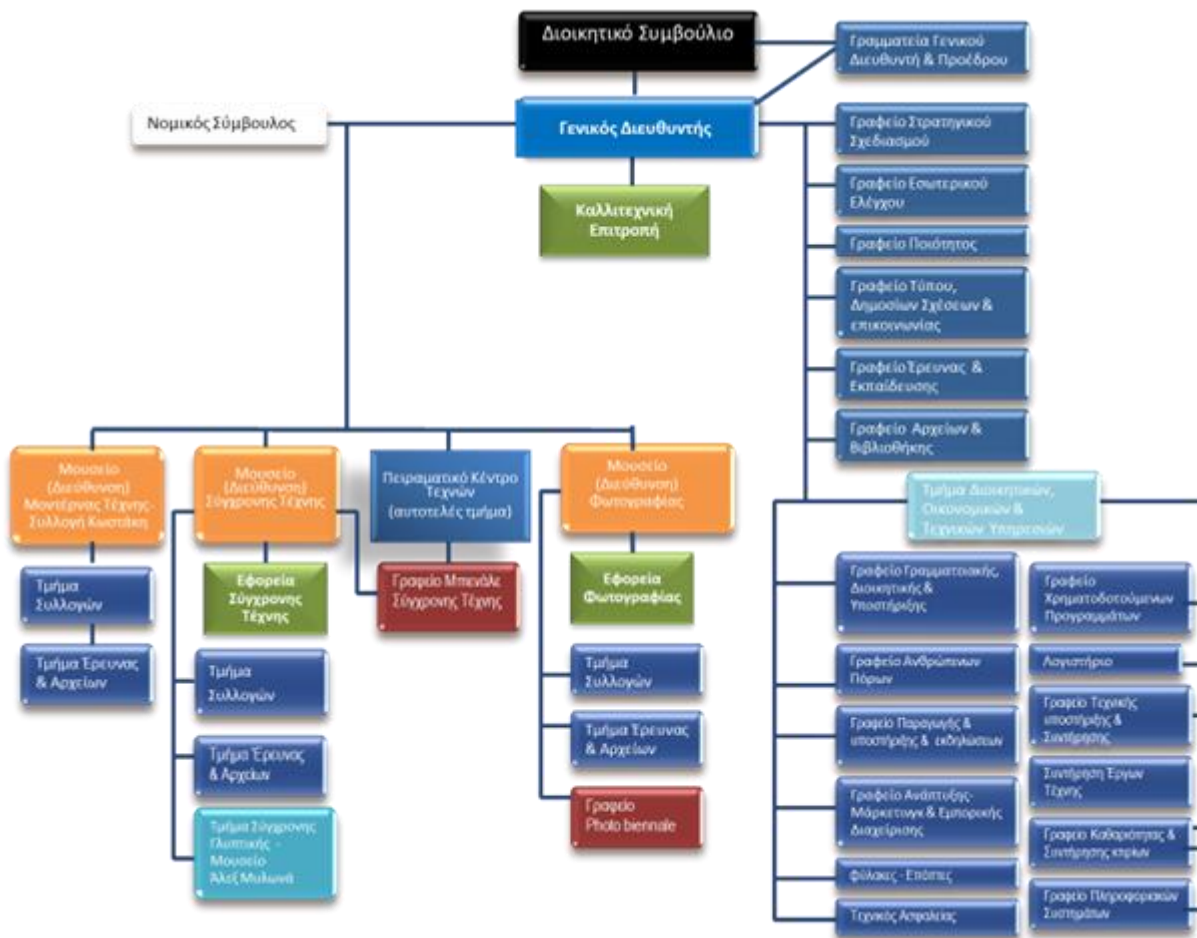 Διοικητικό Συμβούλιο
Γραμματεία Γενικού
Διευθυντή & Προέδρου
Νομικός Σύμβουλος
Γενικός Διευθυντής
Γραφείο Στρατηγικού
Σχεδιασμού
Γραφείο Εσωτερικού
Ελέγχου
Καλλιτεχνική
Επιτροπή
Γραφείο Ποιότητος
Γραφείο Τύπου,
Δημοσίων Σχέσεων &
επικοινωνίας
Γραφείο Έρευνας &
Εκπαίδευσης
Γραφείο Αρχείων &
Βιβλιοθήκης
Μουσείο
(Διεύθυνση)
Μοντέρνας Τέχνης-
Συλλογή Κωστάκη
Μουσείο
(Διεύθυνση)
Σύγχρονης Τέχνης
Πειραματικό Κέντρο
Τεχνών
(αυτοτελές τμήμα)
Μουσείο
(Διεύθυνση)
Φωτογραφίας
Τμήμα Διοικητικών,
Οικονομικών &
Τεχνικών Υπηρεσιών
Τμήμα
Συλλογών
Τμήμα Έρευνας
& Αρχείων
Εφορεία
Σύγχρονης
Τέχνης
Τμήμα
Συλλογών
Τμήμα Έρευνας
& Αρχείων
Τμήμα Σύγχρονης
Γλυπτικής -
Μουσείο
Άλεξ Μυλωνά
Γραφείο Μπιενάλε
Σύγχρονης Τέχνης
Εφορεία
Φωτογραφίας
Τμήμα
Συλλογών
Τμήμα Έρευνας
& Αρχείων
Γραφείο
Photo biennale
Γραφείο Γραμματειακής,
Διοικητικής &
Υποστήριξης
Γραφείο Ανθρώπινων
Πόρων
Γραφείο Παραγωγής &
υποστήριξης & εκδηλώσεων
Γραφείο Ανάπτυξης-
Μάρκετινγκ & Εμπορικής
Διαχείρισης
Φύλακες - Επόπτες
Τεχνικός Ασφαλείας
Γραφείο
Χρηματοδοτούμενων
Προγραμμάτων
Λογιστήριο
Γραφείο Τεχνικής
υποστήριξης &
Συντήρησης
Συντήρηση Έργων
Τέχνης
Γραφείο Καθαριότητας &
Συντήρησης κτιρίων
Γραφείο Πληροφοριακών
Συστημάτων